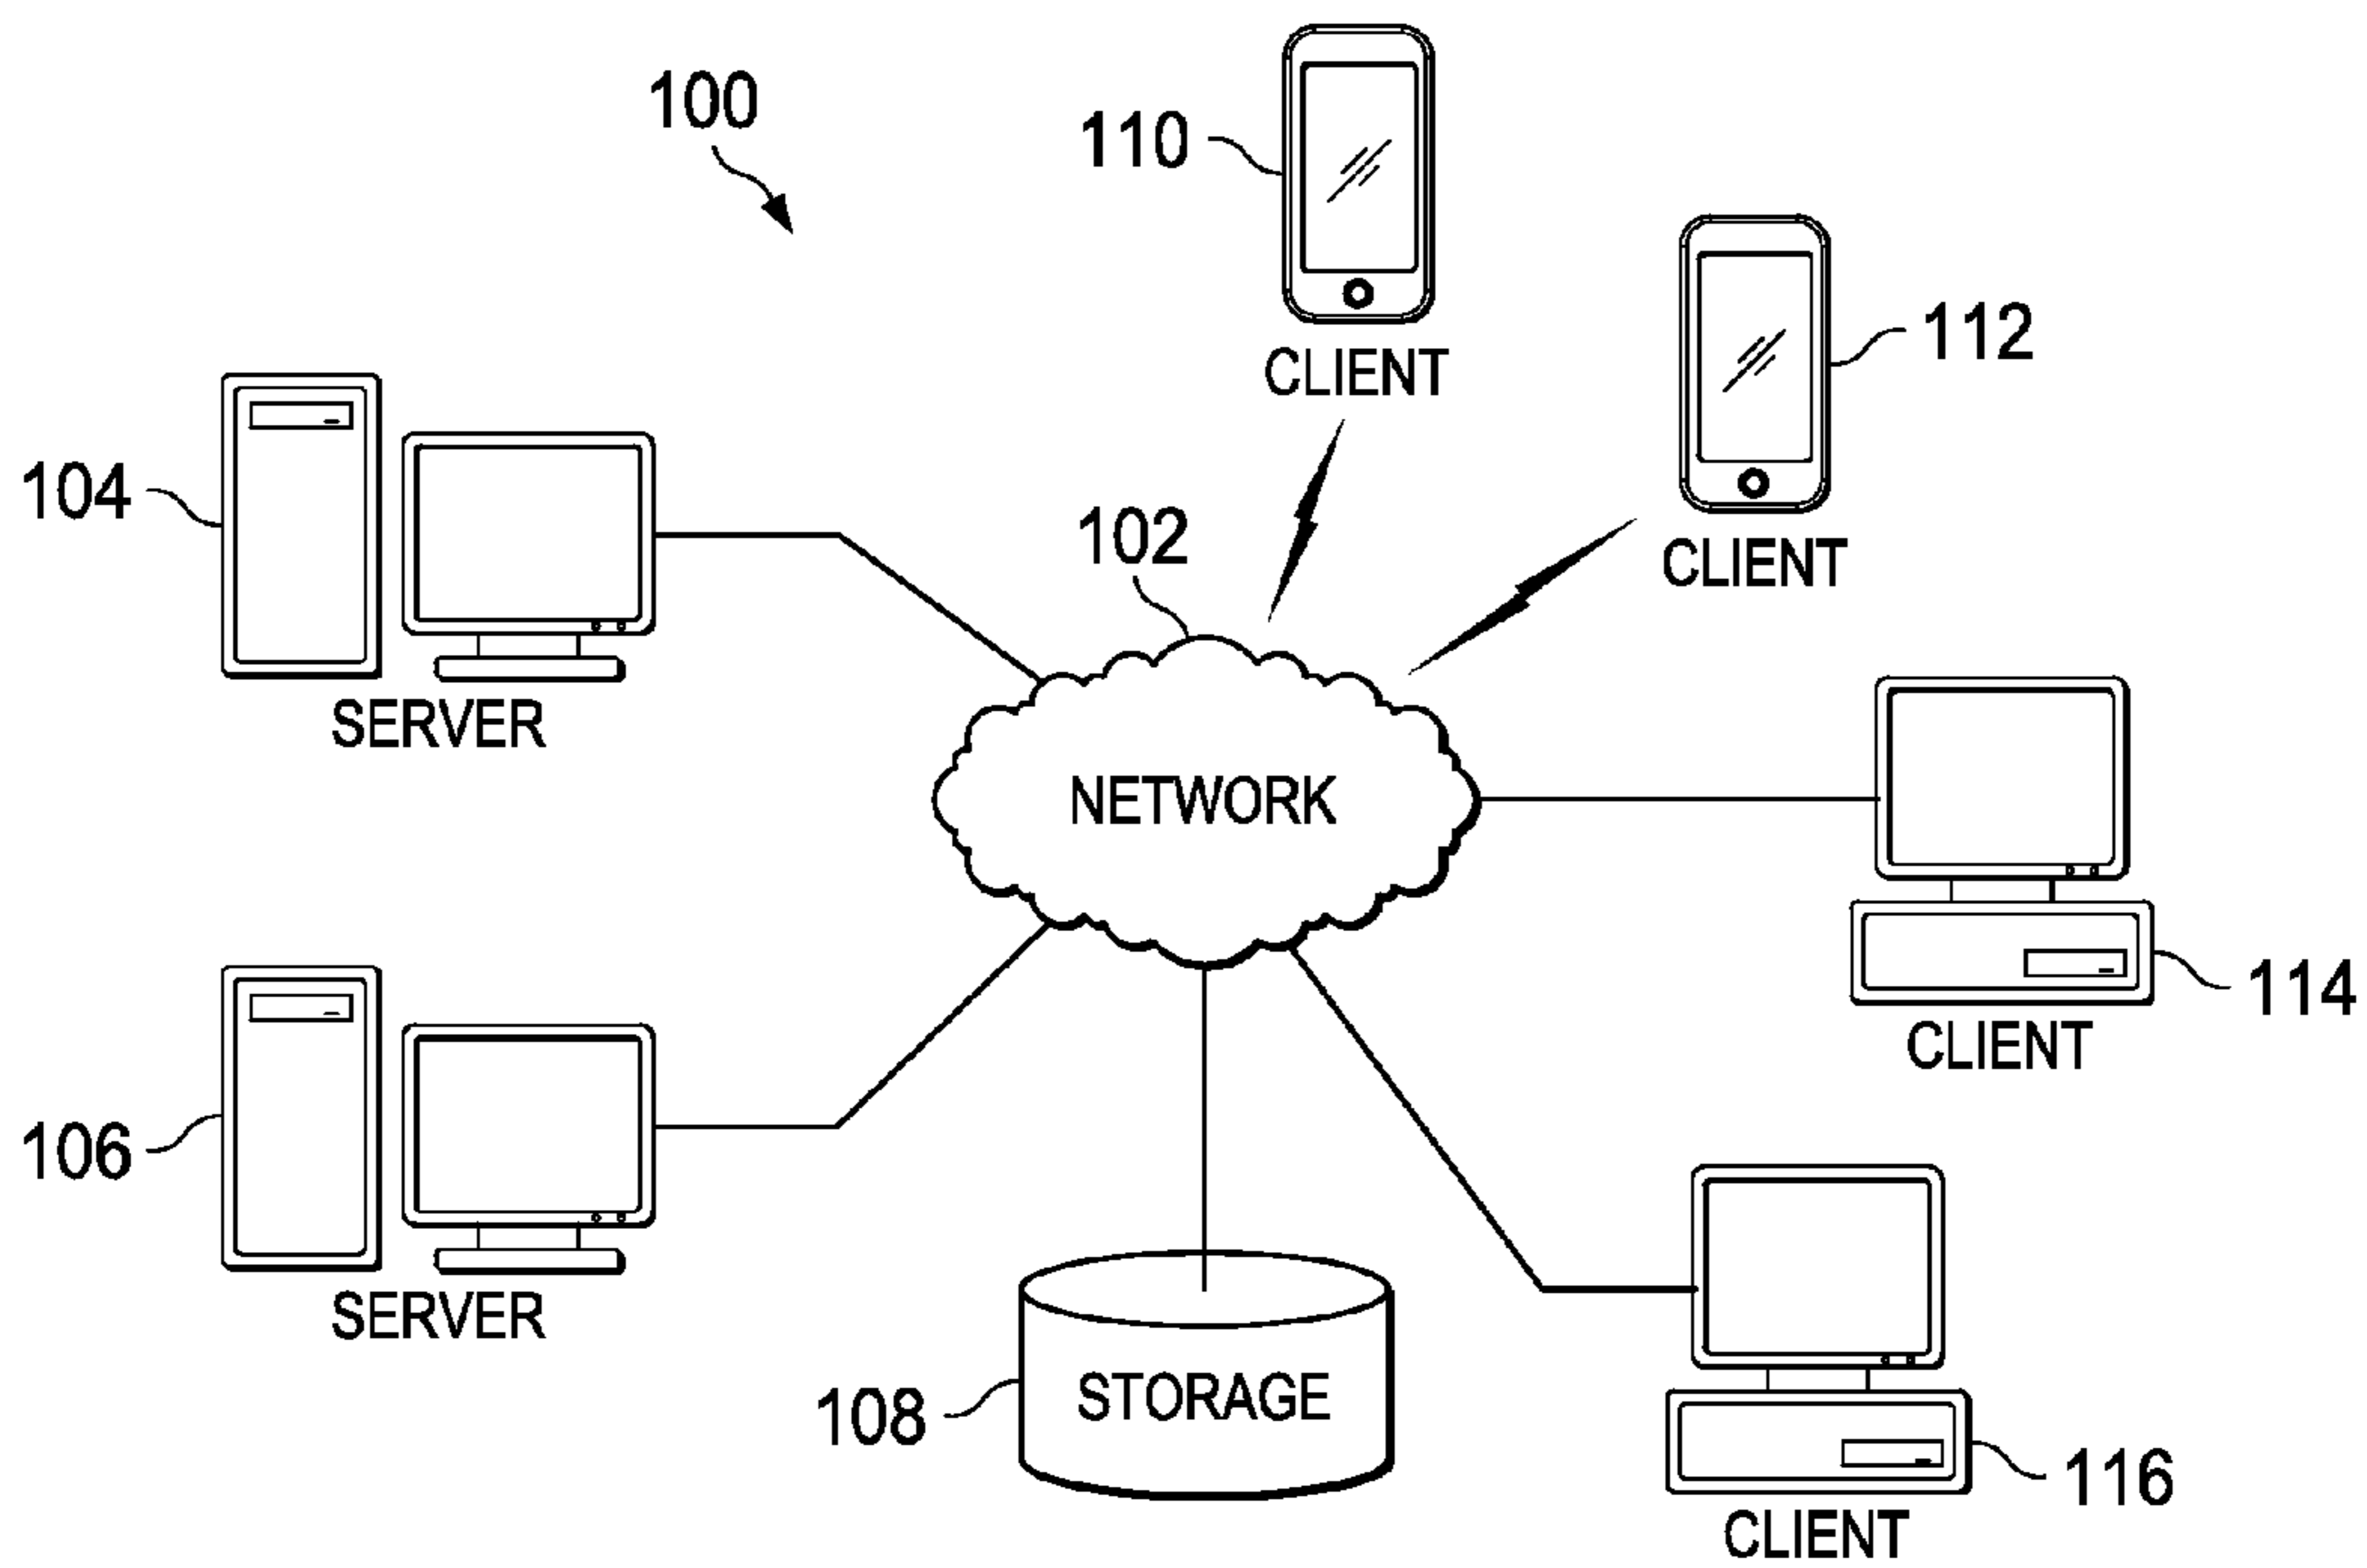 100
110
CLIENT
112
CLIENT
104
SERVER
102
NETWORK
114
CLIENT
106
SERVER
108
STORAGE
116
CLIENT